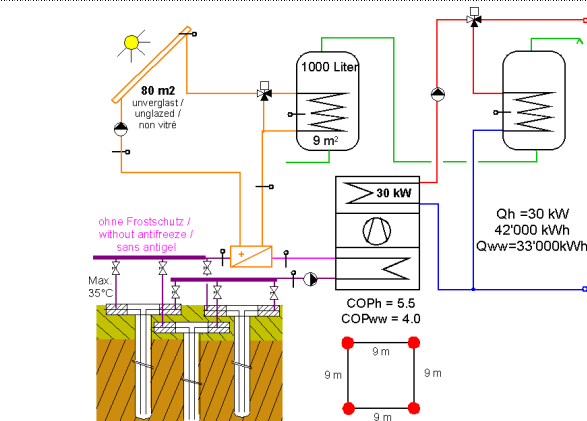 80 m2
unverglast /
unglazed /
non vitré
1000 Liter
9 m²
30 kW
Qh =30 kW
42'000 kWh
Qww=33'000kWh
ohne Frostschutz /
without antifreeze /
sans antigel
+
-
Max.
35°C
COPh = 5.5
COPww = 4.0
9 m
9 m
9 m
9 m